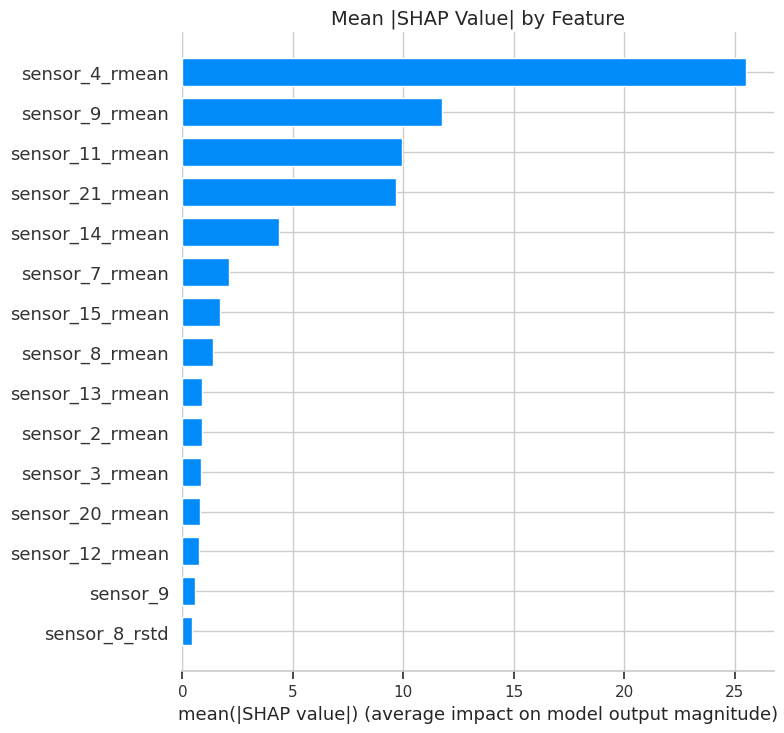 Mean |SHAP Value| by Feature
sensor_4_rmean
sensor_9_rmean
sensor_11_rmean
sensor_21_rmean
sensor_14_rmean
sensor_7_rmean
sensor_15_rmean
sensor_8_rmean
sensor_13_rmean
sensor_2_rmean
sensor_3_rmean
sensor_20_rmean
sensor_12_rmean
sensor_9
sensor_8_rstd
0 5 10 15 20 25
mean(|SHAP value|) (average impact on model output magnitude)